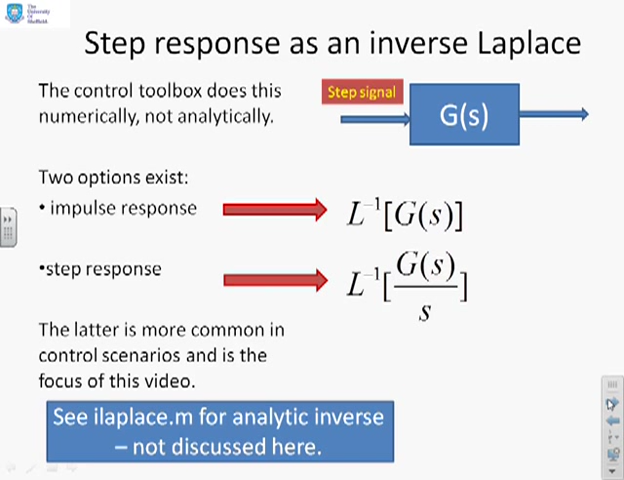 The
University
Of
Sheffield
Step response as an inverse Laplace
The control toolbox does this
numerically, not analytically.
Step signal
G(s)
Two options exist:
• impulse response
L⁻¹[G(s)]
•step response
L⁻¹[G(s)/s]
The latter is more common in
control scenarios and is the
focus of this video.
See ilaplace.m for analytic inverse
– not discussed here.